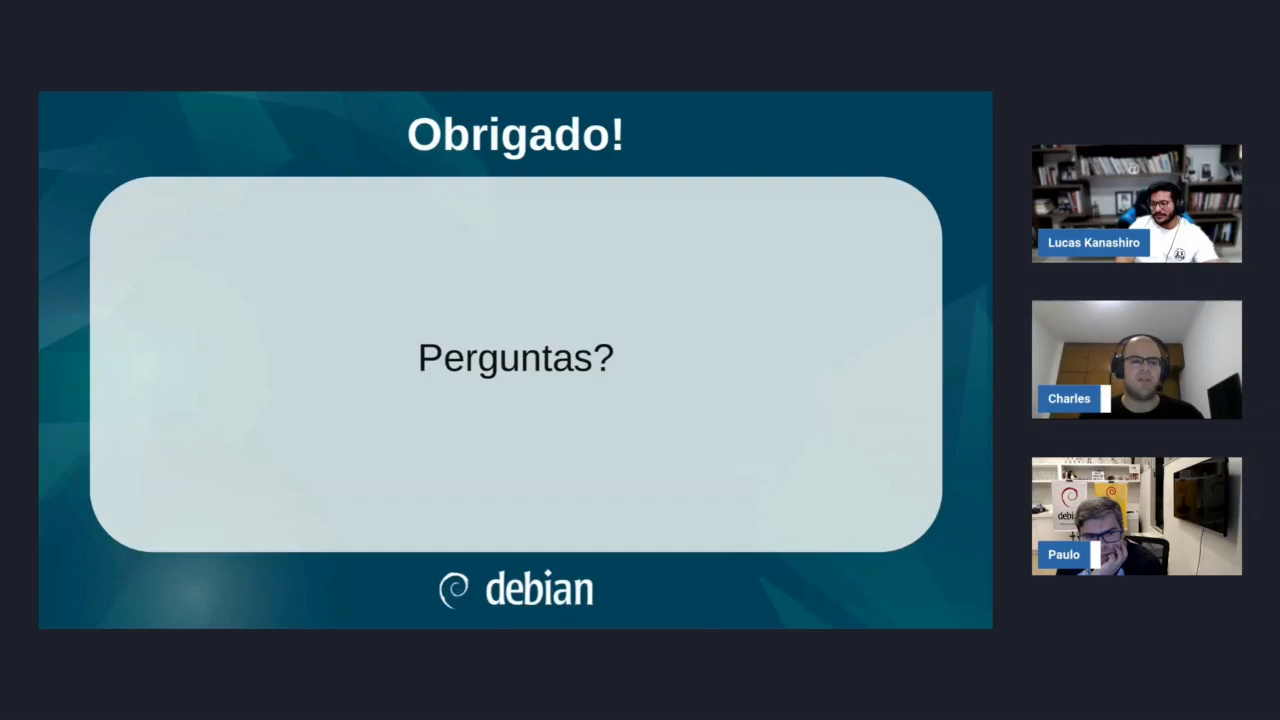 Obrigado!
Perguntas?
debian
Lucas Kanashiro
Charles
Paulo